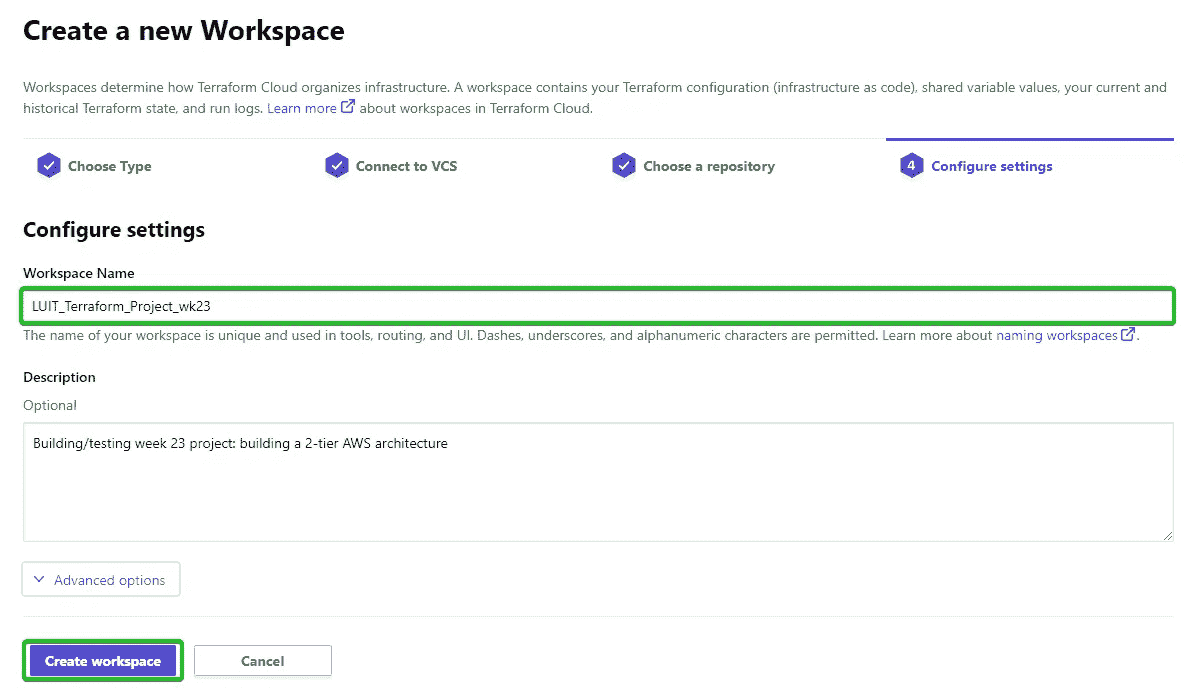 Create a new Workspace
Workspaces determine how Terraform Cloud organizes infrastructure. A workspace contains your Terraform configuration (infrastructure as code), shared variable values, your current and
historical Terraform state, and run logs. Learn more about workspaces in Terraform Cloud.
Choose Type
Connect to VCS
Choose a repository
4 Configure settings
Configure settings
Workspace Name
LUIT_Terraform_Project_wk23
The name of your workspace is unique and used in tools, routing, and UI. Dashes, underscores, and alphanumeric characters are permitted. Learn more about naming workspaces.
Description
Optional
Building/testing week 23 project: building a 2-tier AWS architecture
Advanced options
Create workspace
Cancel